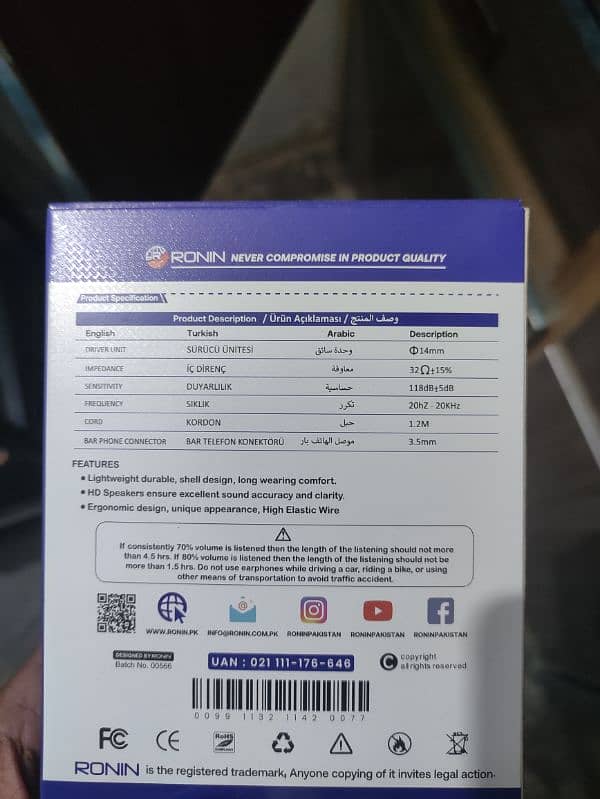 RONIN NEVER COMPROMISE IN PRODUCT QUALITY
Product Specification
Product Description / Ürün Açıklaması / وصف المنتج
English Turkish Arabic Description
DRIVER UNIT SÜRÜCÜ ÜNİTESİ وحدة سائق Φ14mm
IMPEDANCE İÇ DİRENÇ معاوقة 32Ω±15%
SENSITIVITY DUYARLILIK حساسية 118dB±5dB
FREQUENCY SIKLIK تكرر 20hZ - 20KHz
CORD KORDON حبل 1.2M
BAR PHONE CONNECTOR BAR TELEFON KONEKTÖRÜ موصل الهاتف بار 3.5mm
FEATURES
• Lightweight durable, shell design, long wearing comfort.
• HD Speakers ensure excellent sound accuracy and clarity.
• Ergonomic design, unique appearance, High Elastic Wire
If consistently 70% volume is listened then the length of the listening should not more
than 4.5 hrs. If 80% volume is listened then the length of the listening should not be
more than 1.5 hrs. Do not use earphones while driving a car, riding a bike, or using
other means of transportation to avoid traffic accident.
WWW.RONIN.PK INFO@RONIN.COM.PK RONINPAKISTAN RONINPAKISTAN RONINPAKISTAN
DESIGNED BY RONIN
Batch No. 00566
UAN : 021 111-176-646
C copyright
all rights reserved
0099 1132 1142 0077
FC CE RoHS COMPLIANT
RONIN is the registered trademark, Anyone copying of it invites legal action.